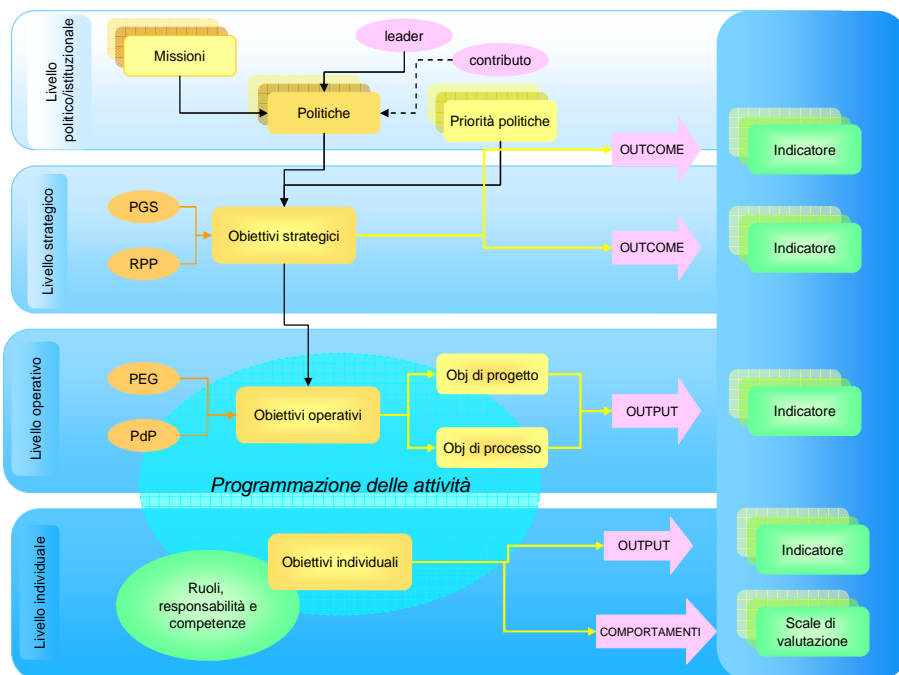 Livello
politico/istituzionale
Missioni
leader
contributo
Politiche
Priorità politiche
OUTCOME
Indicatore
Livello strategico
PGS
RPP
Obiettivi strategici
OUTCOME
Indicatore
Livello operativo
PEG
PdP
Obiettivi operativi
Obj di progetto
Obj di processo
OUTPUT
Indicatore
Programmazione delle attività
Livello individuale
Obiettivi individuali
Ruoli,
responsabilità e
competenze
OUTPUT
Indicatore
COMPORTAMENTI
Scale di
valutazione